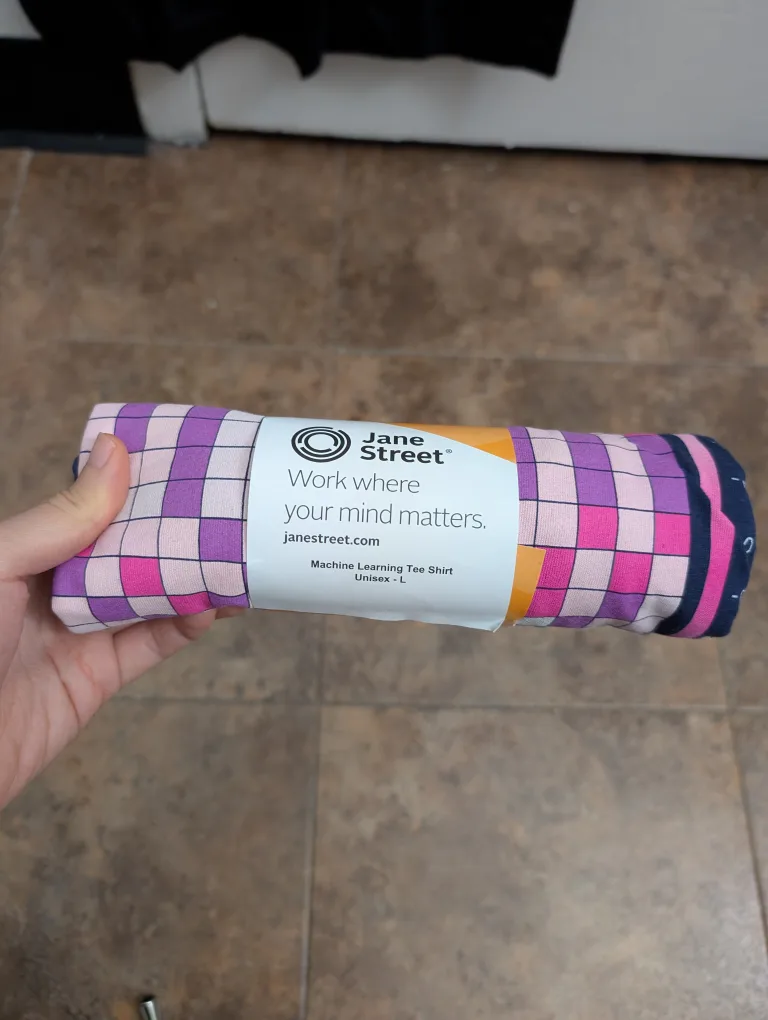 Jane
Street®
Work where
your mind matters.
janestreet.com
Machine Learning Tee Shirt
Unisex - L